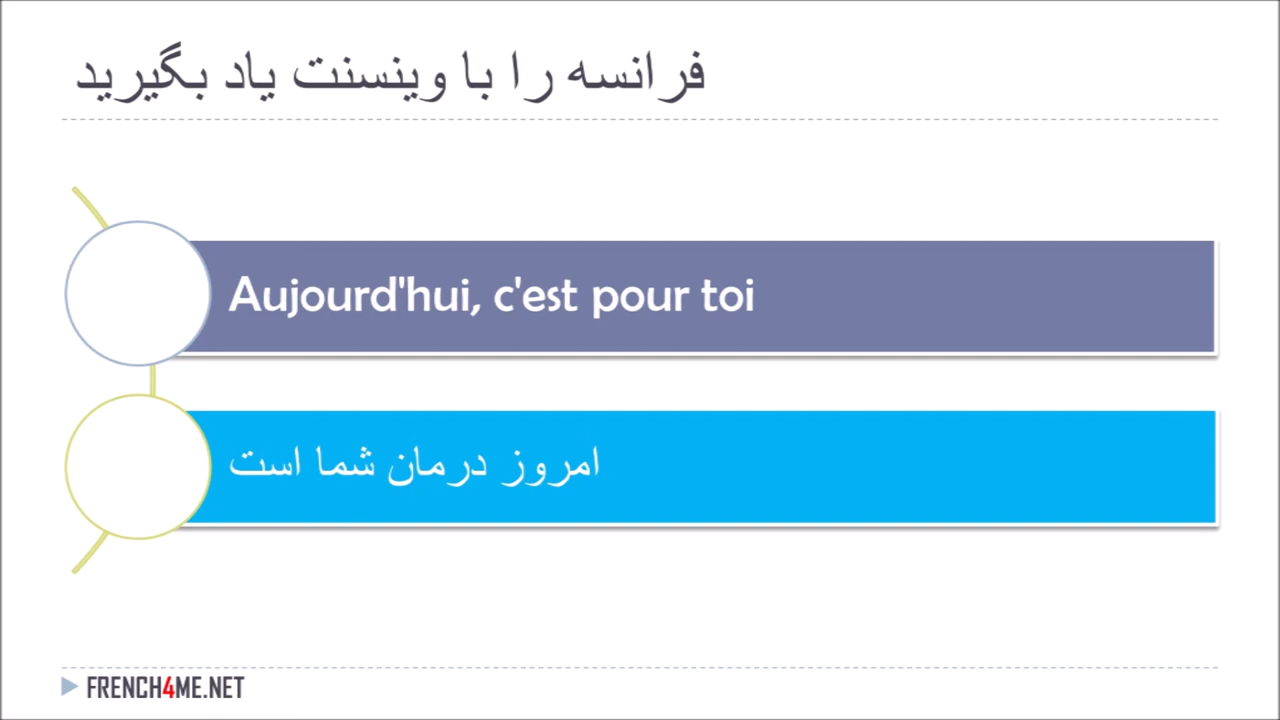 فرانسه را با وینسنت یاد بگیرید
Aujourd'hui, c'est pour toi
امروز درمان شما است
FRENCH4ME.NET